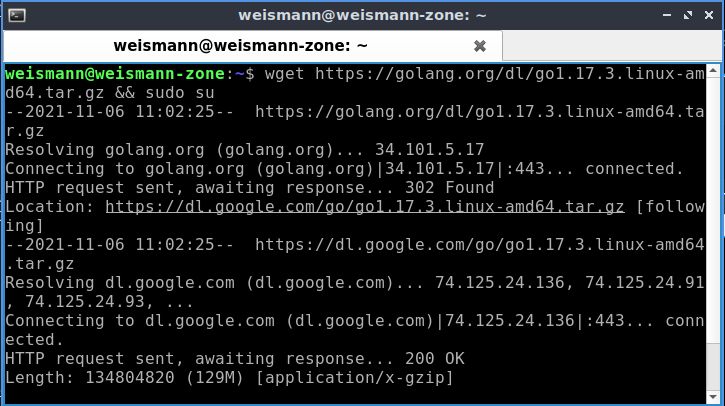 weismann@weismann-zone: ~
weismann@weismann-zone: ~
weismann@weismann-zone:~$ wget https://golang.org/dl/go1.17.3.linux-am
d64.tar.gz && sudo su
--2021-11-06 11:02:25--  https://golang.org/dl/go1.17.3.linux-amd64.ta
r.gz
Resolving golang.org (golang.org)... 34.101.5.17
Connecting to golang.org (golang.org)|34.101.5.17|:443... connected.
HTTP request sent, awaiting response... 302 Found
Location: https://dl.google.com/go/go1.17.3.linux-amd64.tar.gz [follow
ing]
--2021-11-06 11:02:25--  https://dl.google.com/go/go1.17.3.linux-amd64
.tar.gz
Resolving dl.google.com (dl.google.com)... 74.125.24.136, 74.125.24.91
, 74.125.24.93, ...
Connecting to dl.google.com (dl.google.com)|74.125.24.136|:443... conn
ected.
HTTP request sent, awaiting response... 200 OK
Length: 134804820 (129M) [application/x-gzip]